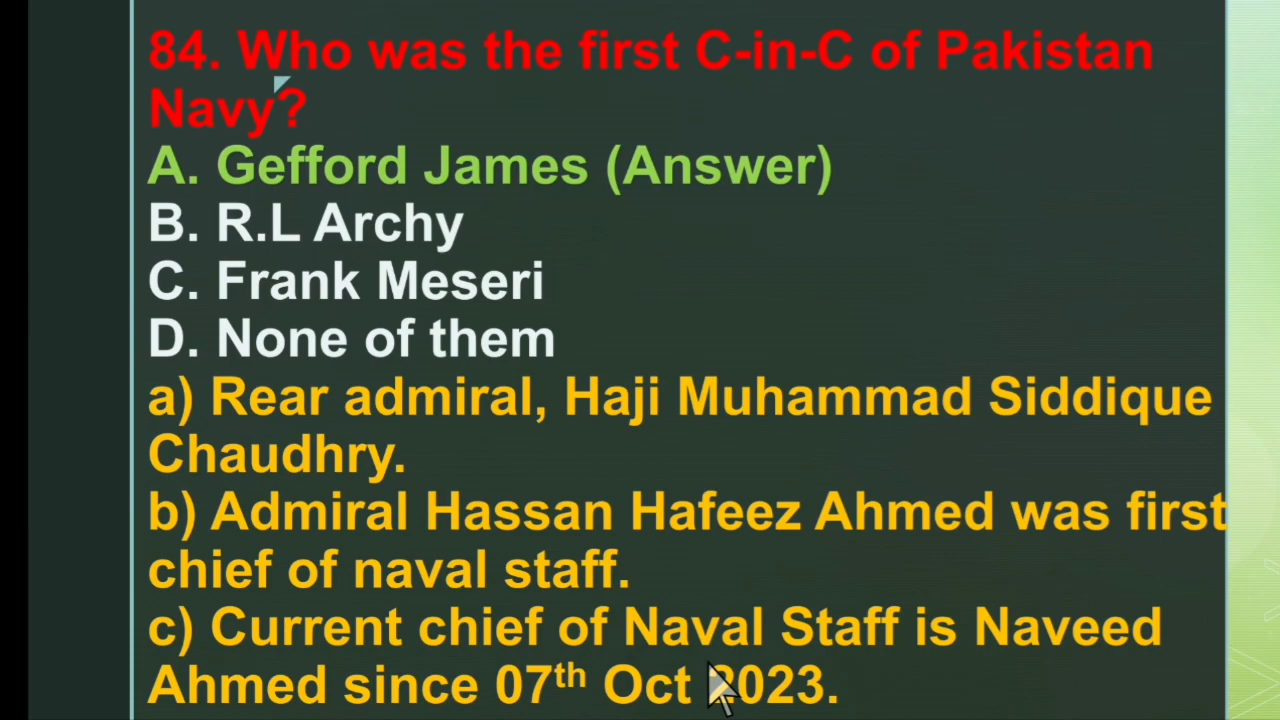 84. Who was the first C-in-C of Pakistan
Navy?
A. Gefford James (Answer)
B. R.L Archy
C. Frank Meseri
D. None of them
a) Rear admiral, Haji Muhammad Siddique
Chaudhry.
b) Admiral Hassan Hafeez Ahmed was first
chief of naval staff.
c) Current chief of Naval Staff is Naveed
Ahmed since 07th Oct 2023.